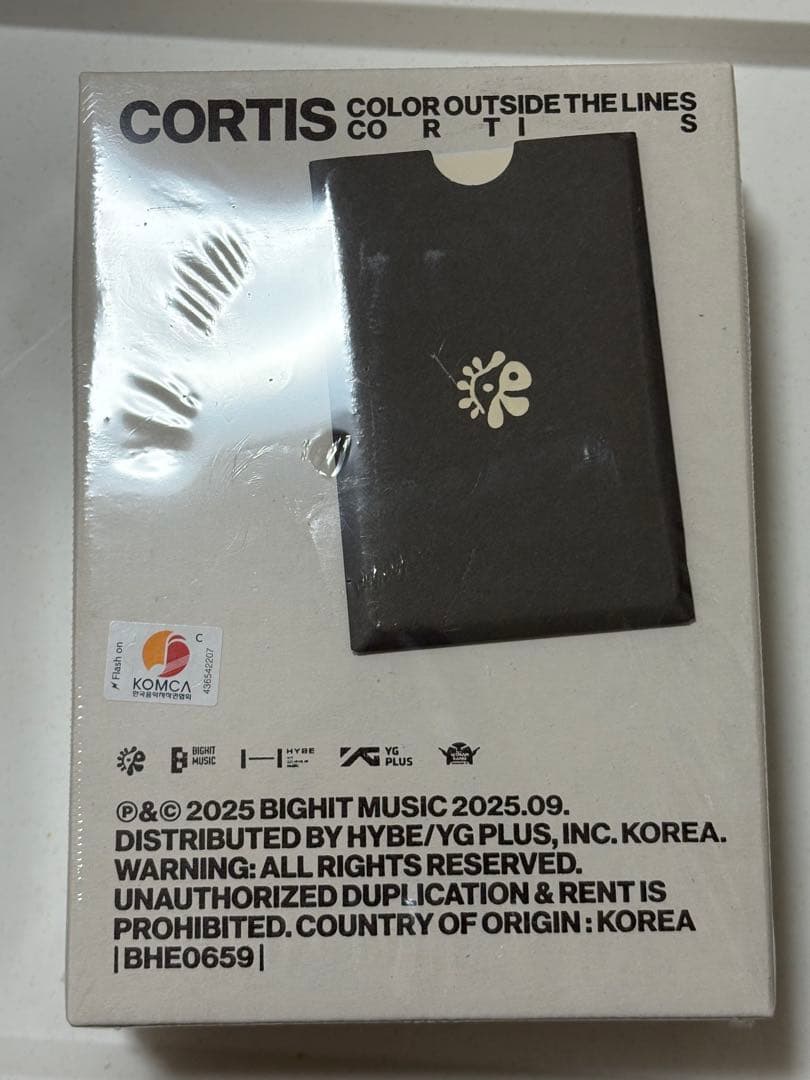 CORTIS
COLOR OUTSIDE THE LINES
CO R T I S
Flash on
C
KOMCA
한국음악저작권협회
436542207
BIGHIT
MUSIC
HYBE
YG
PLUS
Ⓟ&© 2025 BIGHIT MUSIC 2025.09.
DISTRIBUTED BY HYBE/YG PLUS, INC. KOREA.
WARNING: ALL RIGHTS RESERVED.
UNAUTHORIZED DUPLICATION & RENT IS
PROHIBITED. COUNTRY OF ORIGIN : KOREA
| BHE0659 |